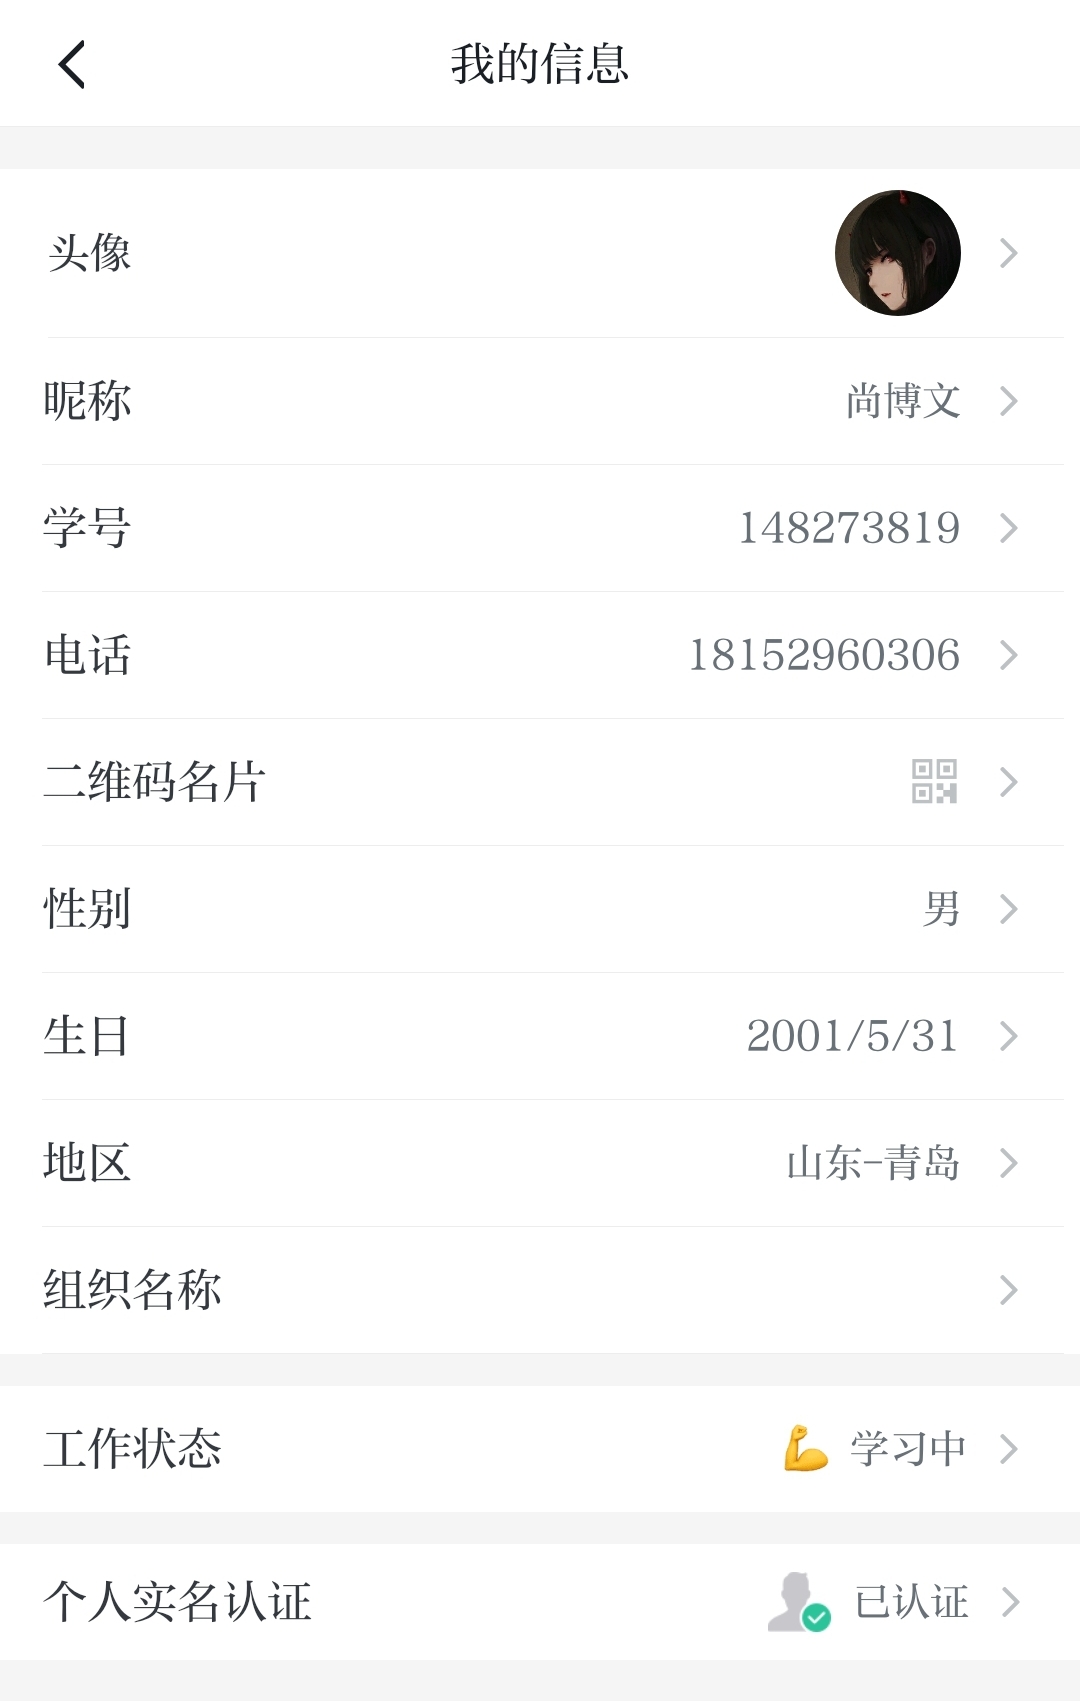 我的信息
头像
昵称 尚博文
学号 148273819
电话 18152960306
二维码名片
性别 男
生日 2001/5/31
地区 山东-青岛
组织名称
工作状态 💪 学习中
个人实名认证 已认证